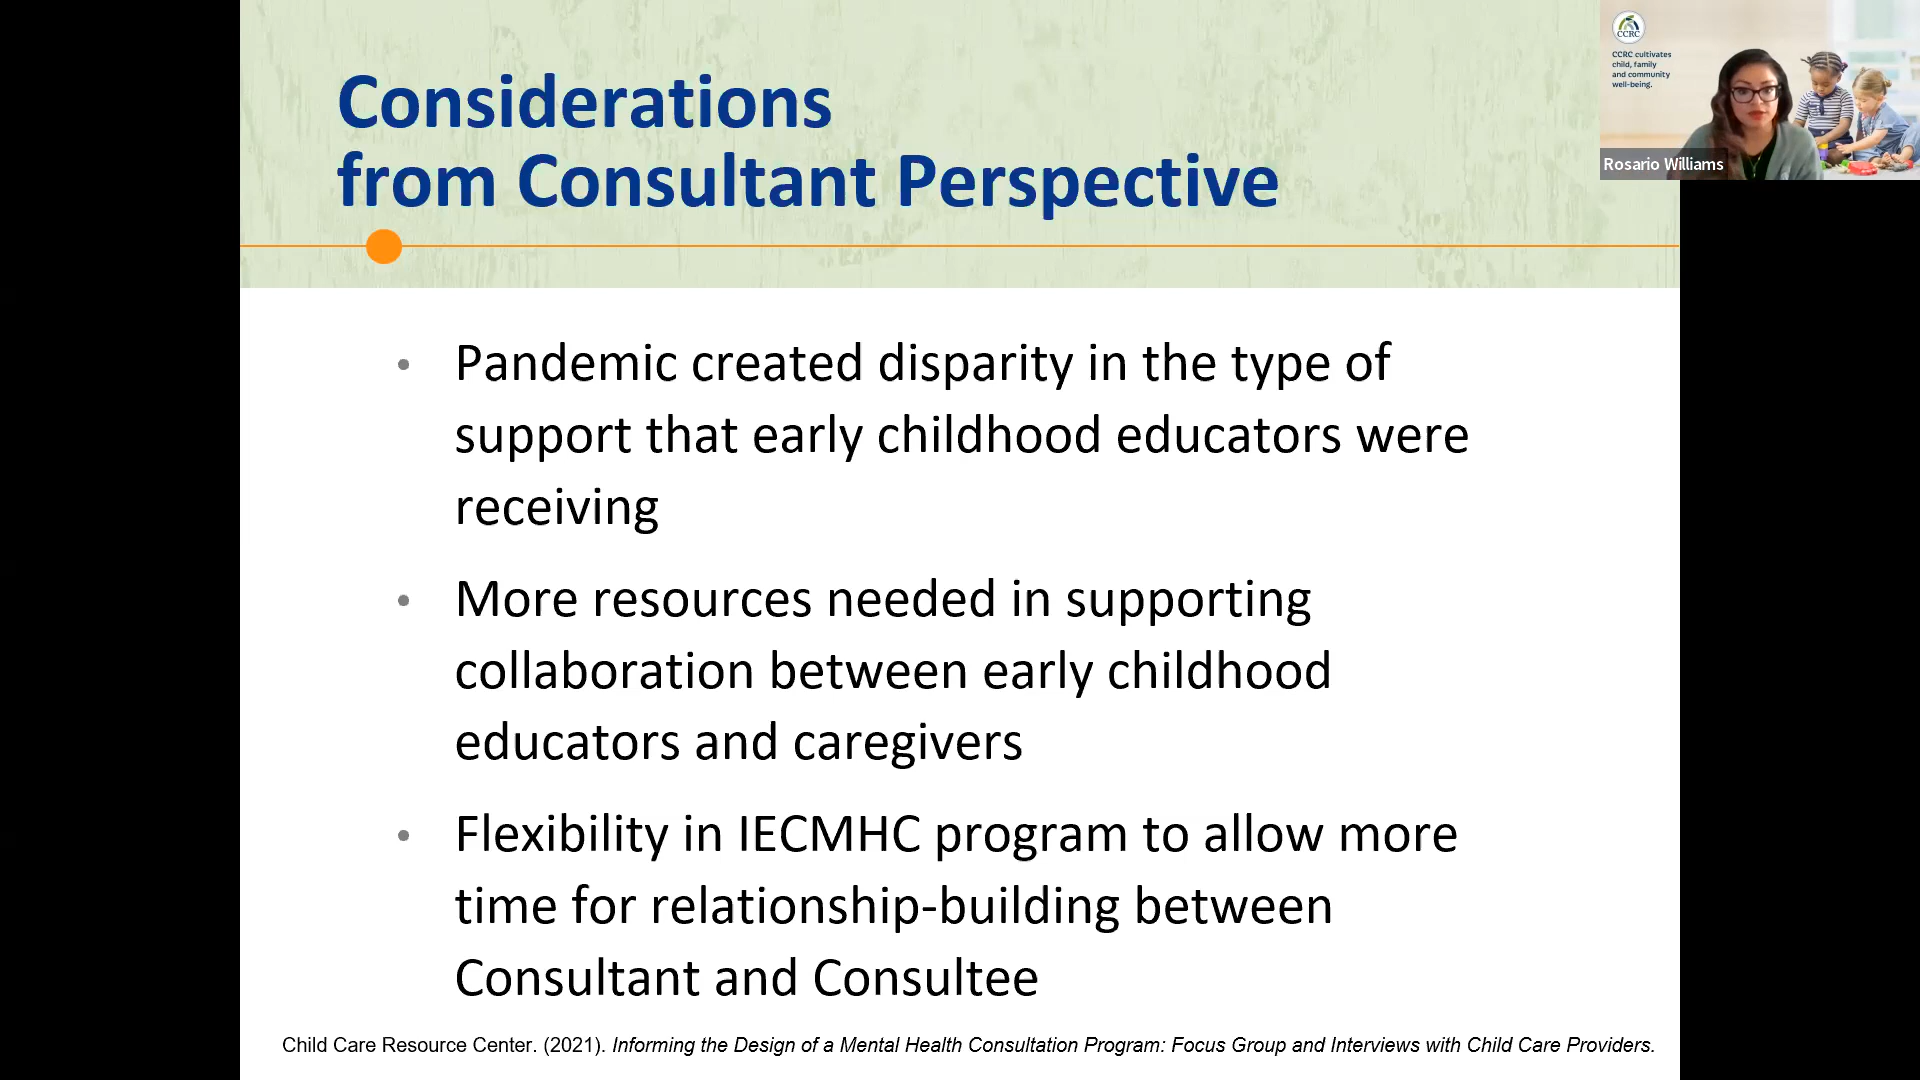 Considerations
from Consultant Perspective
CCRC
CCRC cultivates
child, family
and community
well-being.
Rosario Williams
• Pandemic created disparity in the type of
support that early childhood educators were
receiving
• More resources needed in supporting
collaboration between early childhood
educators and caregivers
• Flexibility in IECMHC program to allow more
time for relationship-building between
Consultant and Consultee
Child Care Resource Center. (2021). Informing the Design of a Mental Health Consultation Program: Focus Group and Interviews with Child Care Providers.